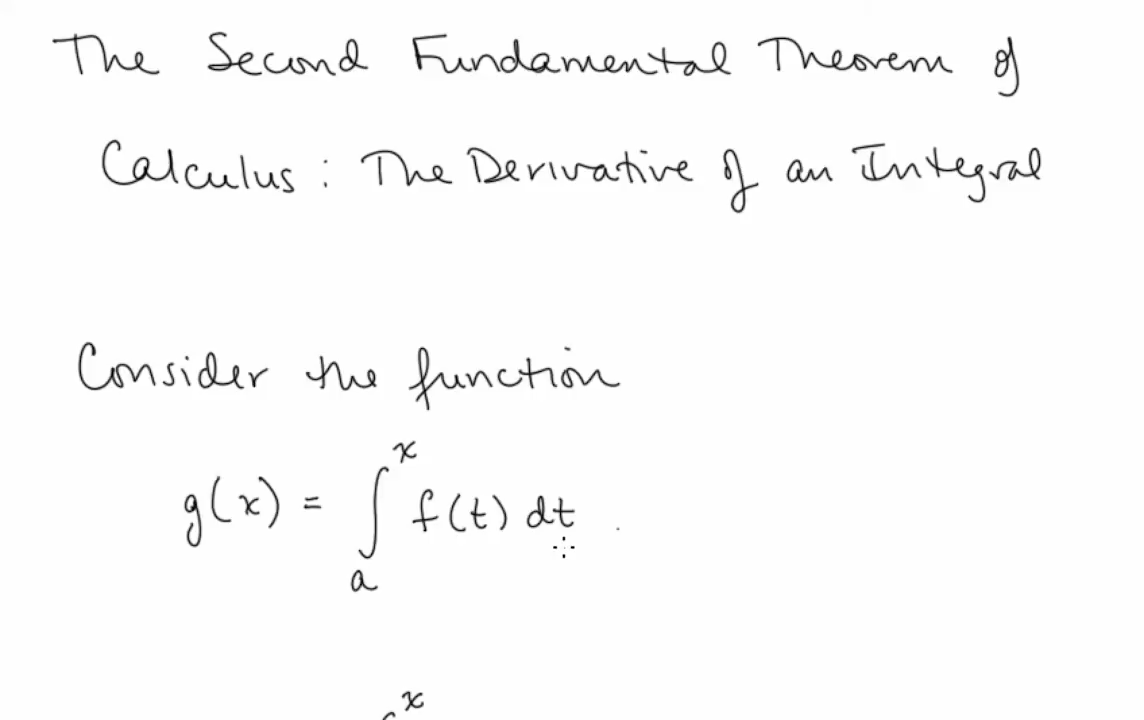 The Second Fundamental Theorem of
Calculus : The Derivative of an Integral
Consider the function
g(x) = ∫ₐˣ f(t) dt
x